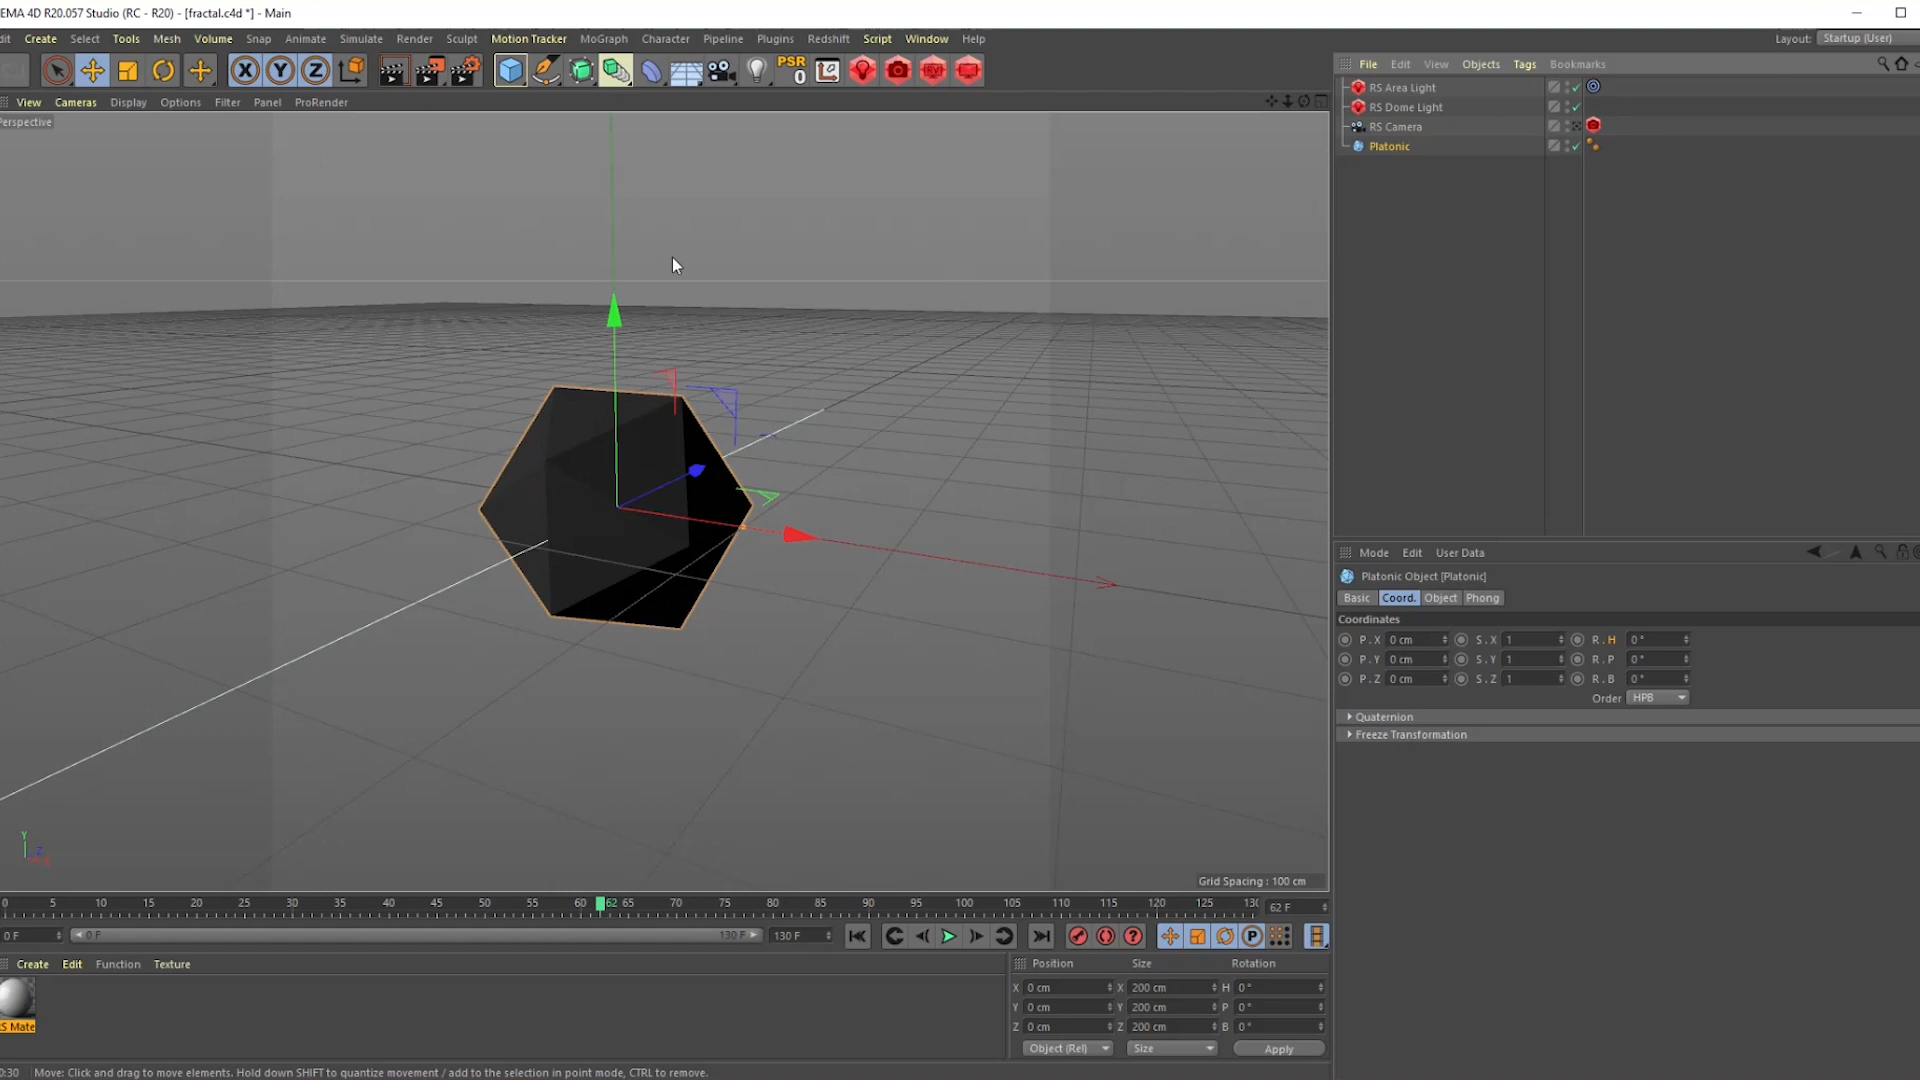 EMA 4D R20.057 Studio (RC - R20) - [fractal.c4d *] - Main
dit Create Select Tools Mesh Volume Snap Animate Simulate Render Sculpt Motion Tracker MoGraph Character Pipeline Plugins Redshift Script Window Help
Layout: Startup (User)
X Y Z PSR 0 RV
File Edit View Objects Tags Bookmarks
RS Area Light
RS Dome Light
RS Camera
Platonic
View Cameras Display Options Filter Panel ProRender
Perspective
Y Z X
Grid Spacing : 100 cm
Mode Edit User Data
Platonic Object [Platonic]
Basic Coord. Object Phong
Coordinates
P . X 0 cm S . X 1 R . H 0 °
P . Y 0 cm S . Y 1 R . P 0 °
P . Z 0 cm S . Z 1 R . B 0 °
Order HPB
Quaternion
Freeze Transformation
0 5 10 15 20 25 30 35 40 45 50 55 60 62 65 70 75 80 85 90 95 100 105 110 115 120 125 130 62 F
0 F 0 F 130 F 130 F ? P
Create Edit Function Texture
RS Mate
Position Size Rotation
X 0 cm X 200 cm H 0 °
Y 0 cm Y 200 cm P 0 °
Z 0 cm Z 200 cm B 0 °
Object (Rel) Size Apply
0:30 Move: Click and drag to move elements. Hold down SHIFT to quantize movement / add to the selection in point mode, CTRL to remove.